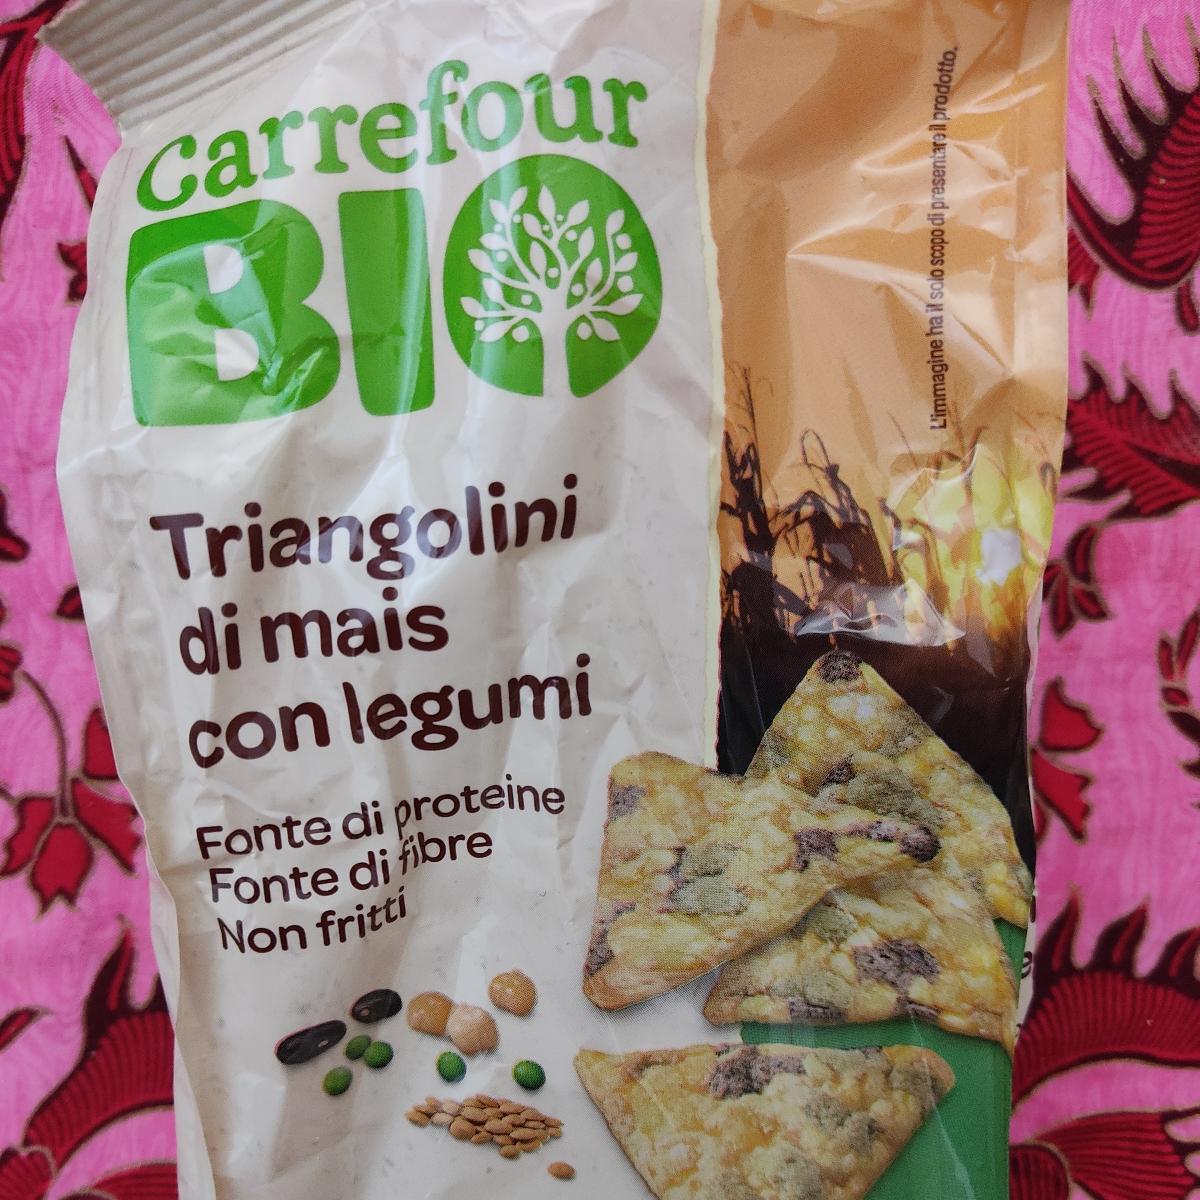 Carrefour
BIO
Triangolini
di mais
con legumi
Fonte di proteine
Fonte di fibre
Non fritti
L'immagine ha il solo scopo di presentare il prodotto.